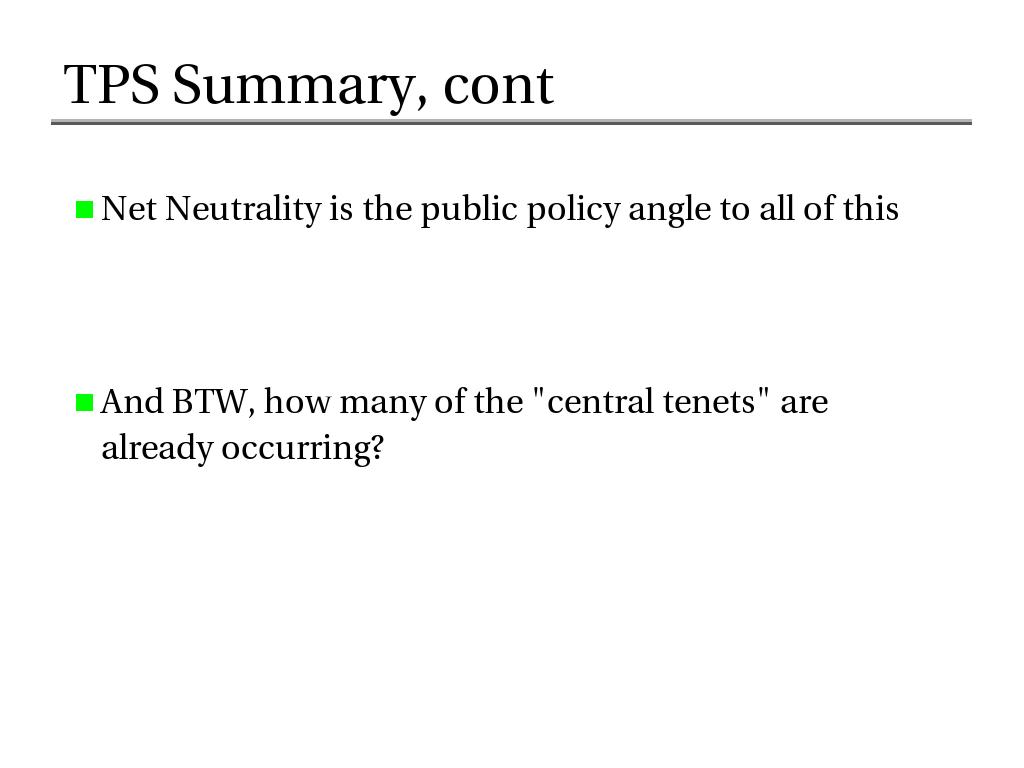 TPS Summary, cont
Net Neutrality is the public policy angle to all of this
And BTW, how many of the "central tenets" are
already occurring?